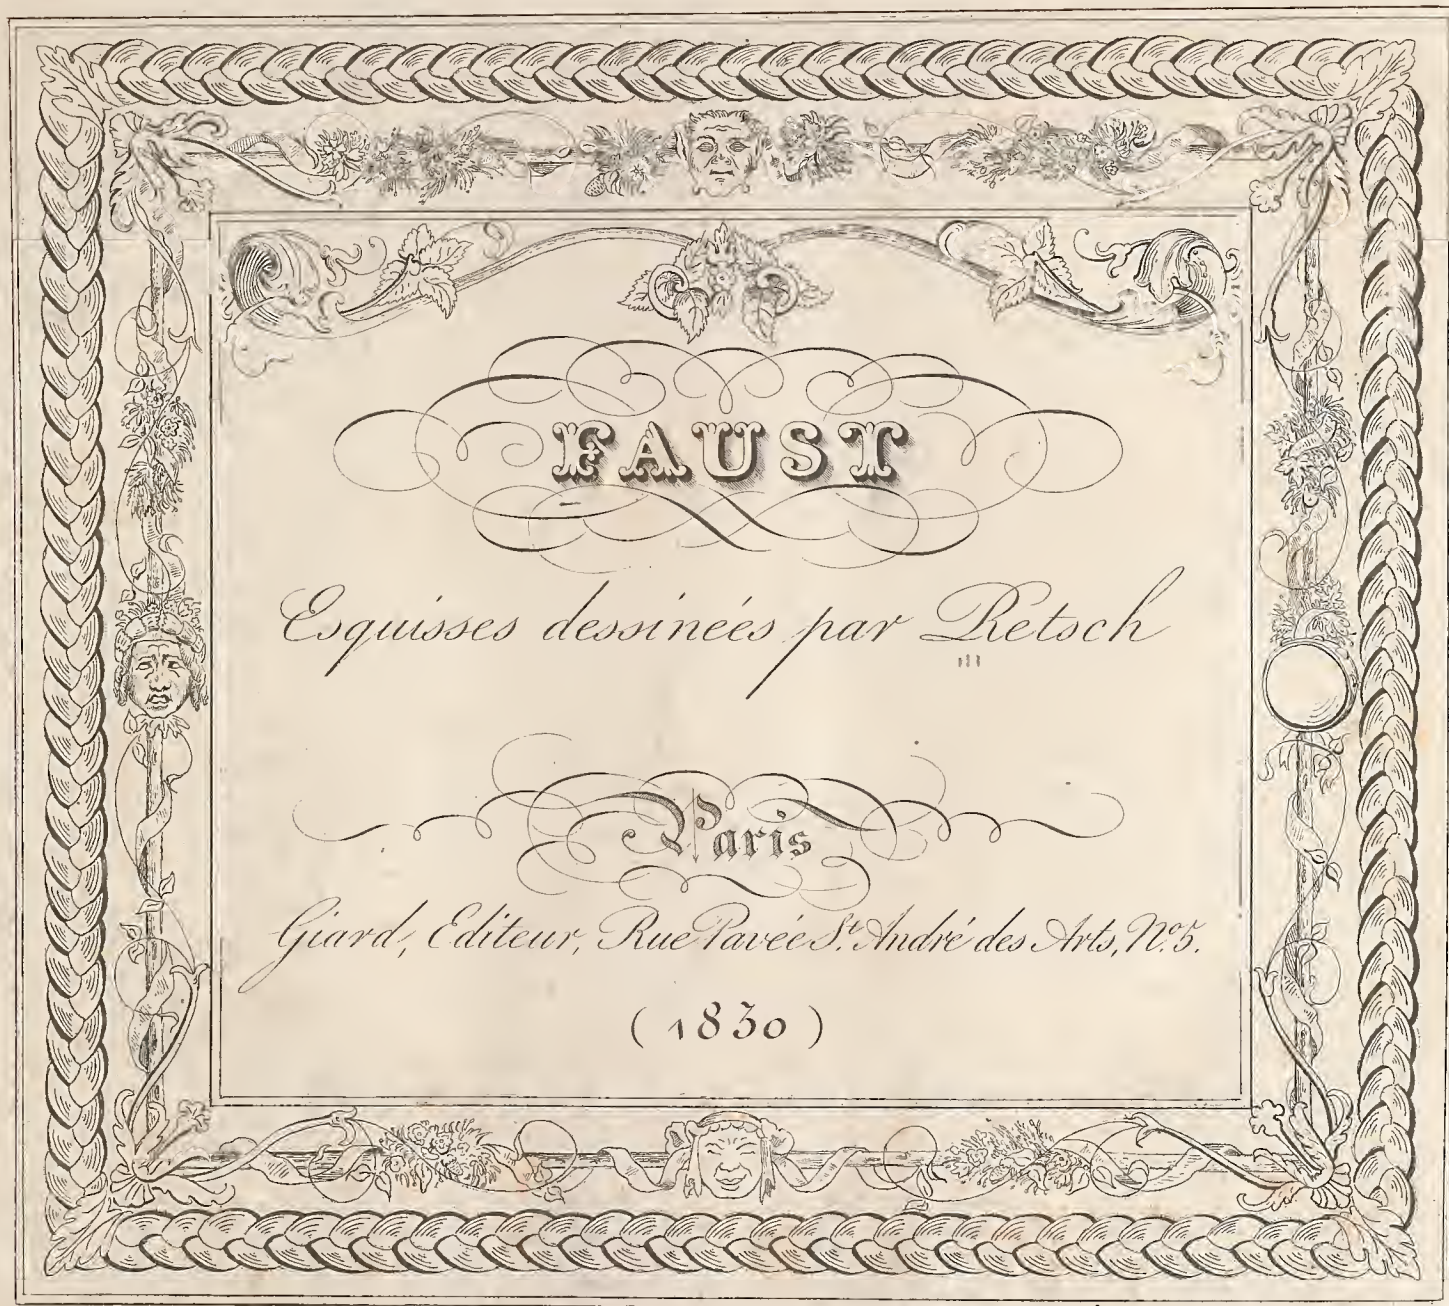 FAUST
Esquisses dessinées par Retsch
Paris
Giard, Editeur, Rue Pavée St. André des Arts, No. 5.
(1830)